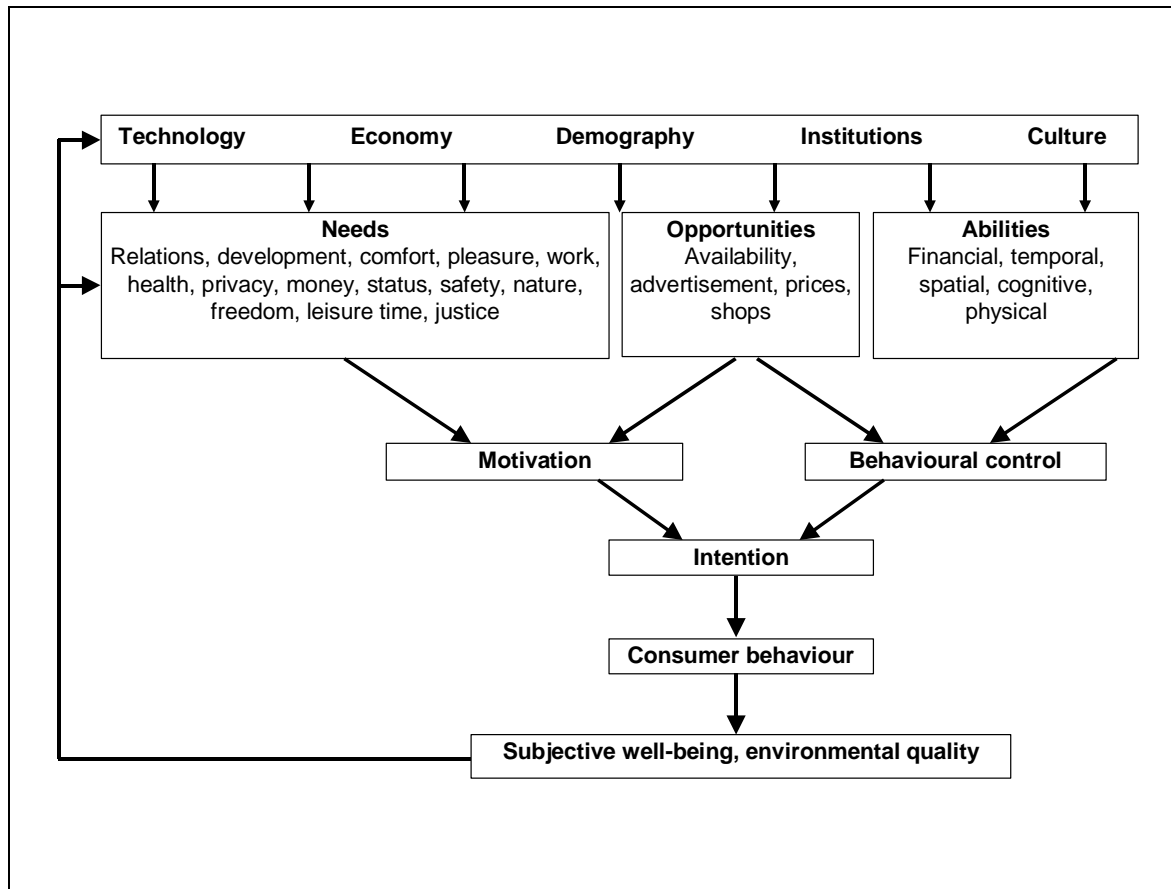 Technology Economy Demography Institutions Culture
Needs
Relations, development, comfort, pleasure, work,
health, privacy, money, status, safety, nature,
freedom, leisure time, justice
Opportunities
Availability,
advertisement, prices,
shops
Abilities
Financial, temporal,
spatial, cognitive,
physical
Motivation
Behavioural control
Intention
Consumer behaviour
Subjective well-being, environmental quality